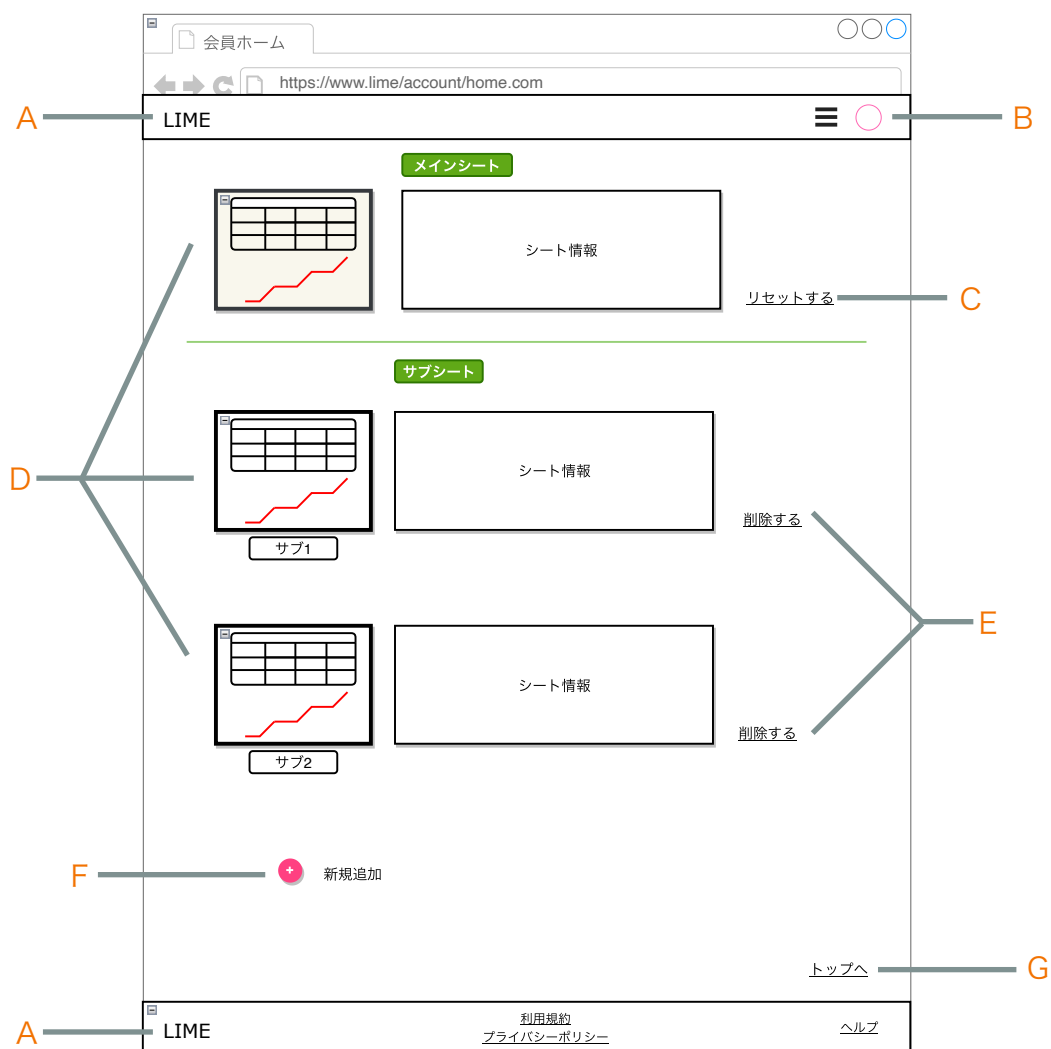 会員ホーム
https://www.lime/account/home.com
A
LIME
B
メインシート
シート情報
リセットする
C
サブシート
D
シート情報
削除する
サブ1
E
シート情報
削除する
サブ2
F
新規追加
トップへ
G
A
LIME
利用規約
プライバシーポリシー
ヘルプ